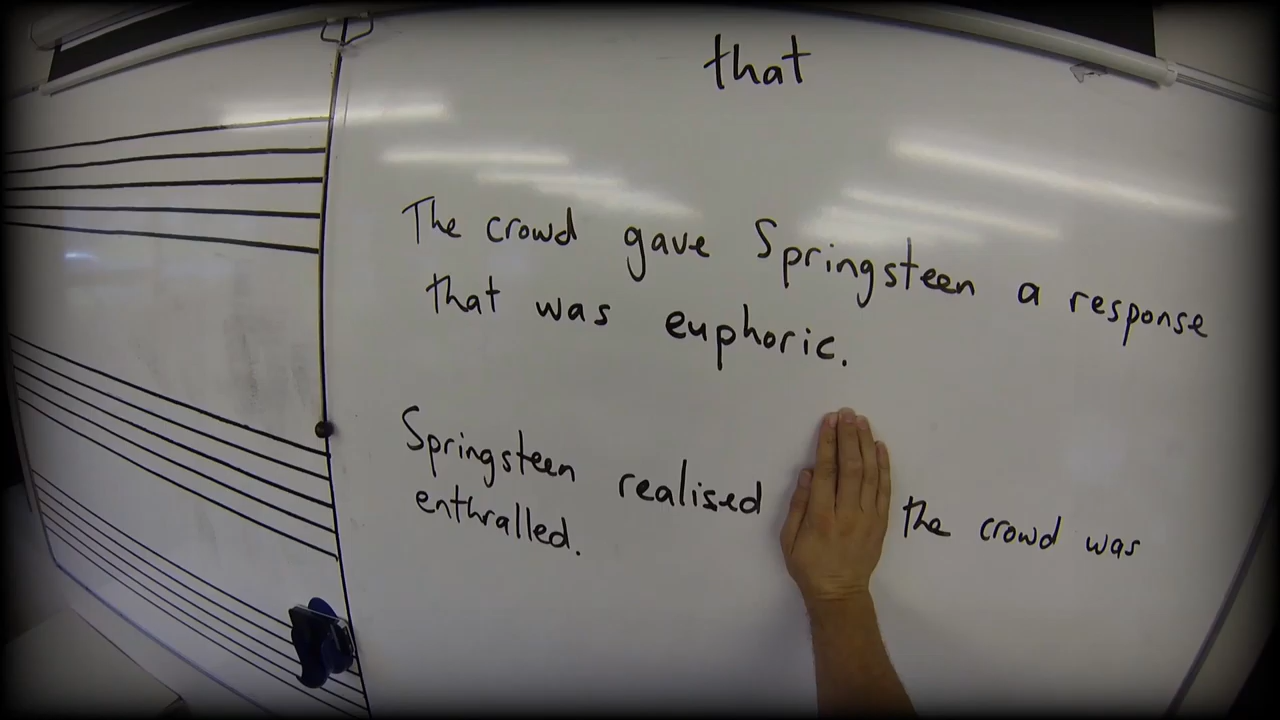 that
The crowd gave Springsteen a response
that was euphoric.
Springsteen realised the crowd was
enthralled.